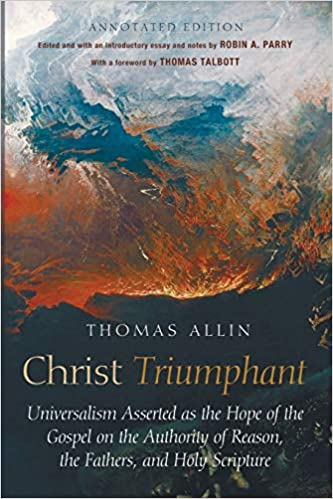 ANNOTATED EDITION
Edited and with an introductory essay and notes by ROBIN A. PARRY
With a foreword by THOMAS TALBOTT
THOMAS ALLIN
Christ Triumphant
Universalism Asserted as the Hope of the
Gospel on the Authority of Reason,
the Fathers, and Holy Scripture